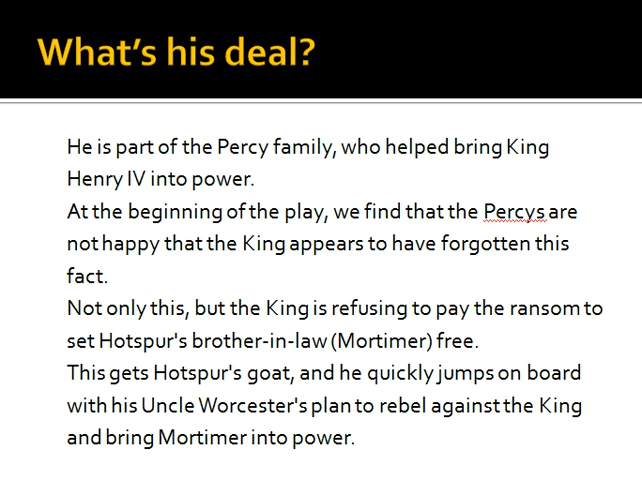 What's his deal?
He is part of the Percy family, who helped bring King
Henry IV into power.
At the beginning of the play, we find that the Percys are
not happy that the King appears to have forgotten this
fact.
Not only this, but the King is refusing to pay the ransom to
set Hotspur's brother-in-law (Mortimer) free.
This gets Hotspur's goat, and he quickly jumps on board
with his Uncle Worcester's plan to rebel against the King
and bring Mortimer into power.